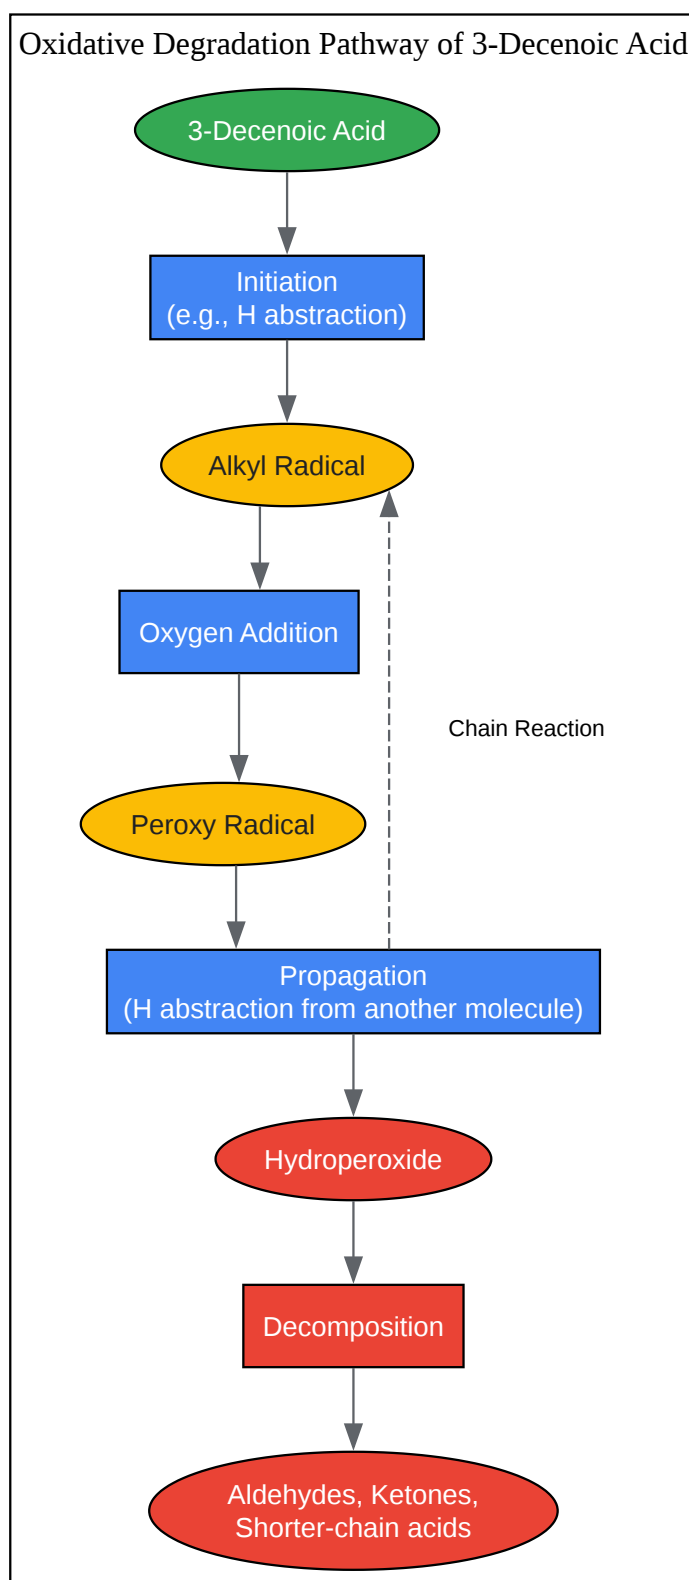 Oxidative Degradation Pathway of 3-Decenoic Acid
3-Decenoic Acid
Initiation
(e.g., H abstraction)
Alkyl Radical
Oxygen Addition
Chain Reaction
Peroxy Radical
Propagation
(H abstraction from another molecule)
Hydroperoxide
Decomposition
Aldehydes, Ketones,
Shorter-chain acids